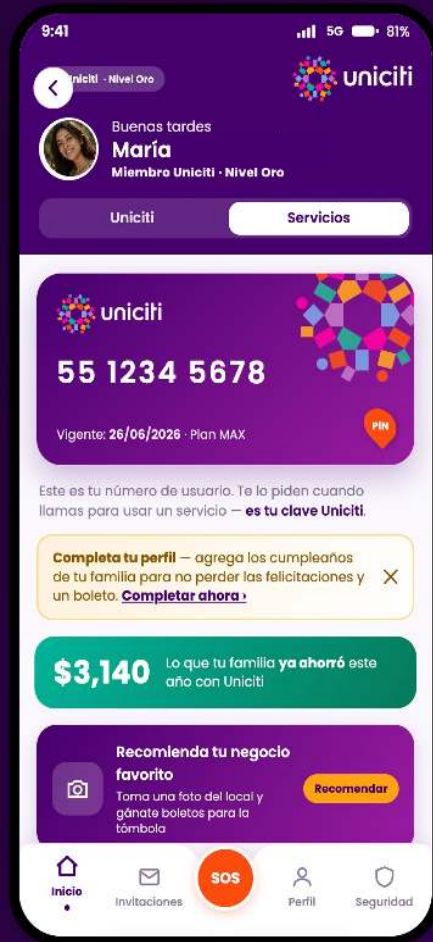 9:41
5G 81%
Nivel Oro
uniciti
Buenas tardes
María
Miembro Uniciti · Nivel Oro
Uniciti
Servicios
uniciti
55 1234 5678
Vigente: 26/06/2026 · Plan MAX
PIN
Este es tu número de usuario. Te lo piden cuando
llamas para usar un servicio — es tu clave Uniciti.
Completa tu perfil — agrega los cumpleaños
de tu familia para no perder las felicitaciones y
un boleto. Completar ahora ›
$3,140
Lo que tu familia ya ahorró este
año con Uniciti
Recomienda tu negocio
favorito
Toma una foto del local y
gánate boletos para la
tómbola
Recomendar
Inicio
Invitaciones
SOS
Perfil
Seguridad